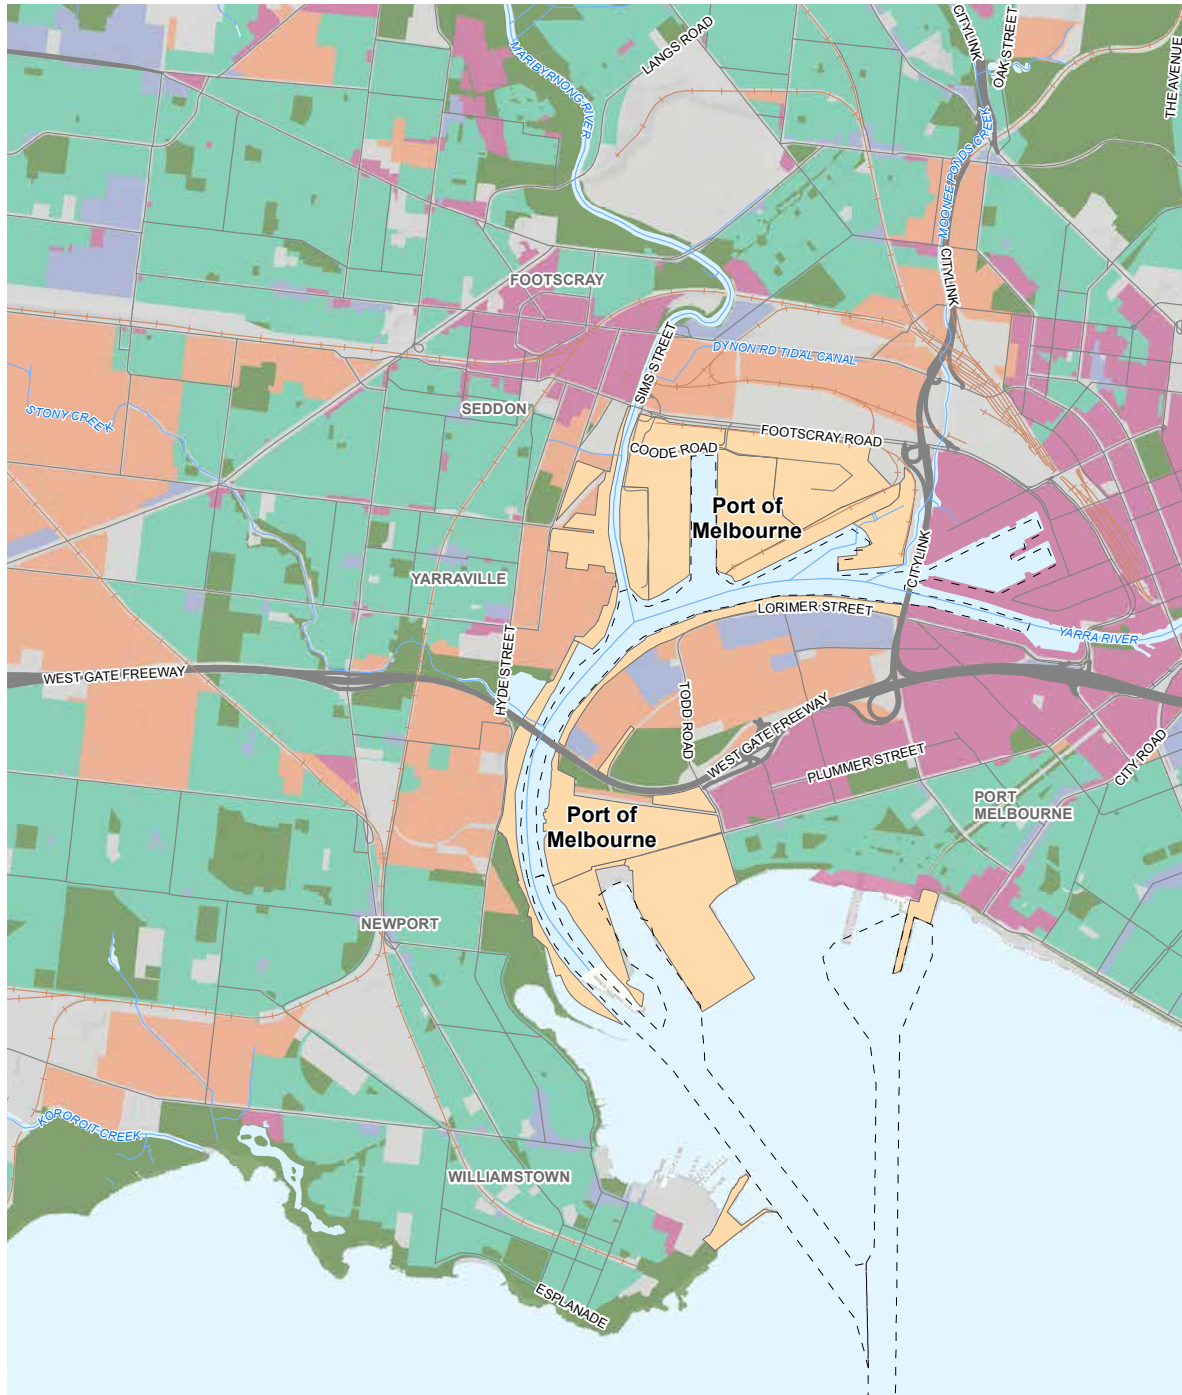 CITYLINK
OAK STREET
THE AVENUE
LANGS ROAD
MARIBYRNONG RIVER
MOONEE PONDS CREEK
FOOTSCRAY
CITYLINK
SIMS STREET
DYNON RD TIDAL CANAL
STONY CREEK
SEDDON
FOOTSCRAY ROAD
COODE ROAD
Port of
Melbourne
CITYLINK
YARRAVILLE
LORIMER STREET
YARRA RIVER
HYDE STREET
WEST GATE FREEWAY
TODD ROAD
WEST GATE FREEWAY
PLUMMER STREET
CITY ROAD
PORT
MELBOURNE
Port of
Melbourne
NEWPORT
KOROROIT CREEK
WILLIAMSTOWN
ESPLANADE